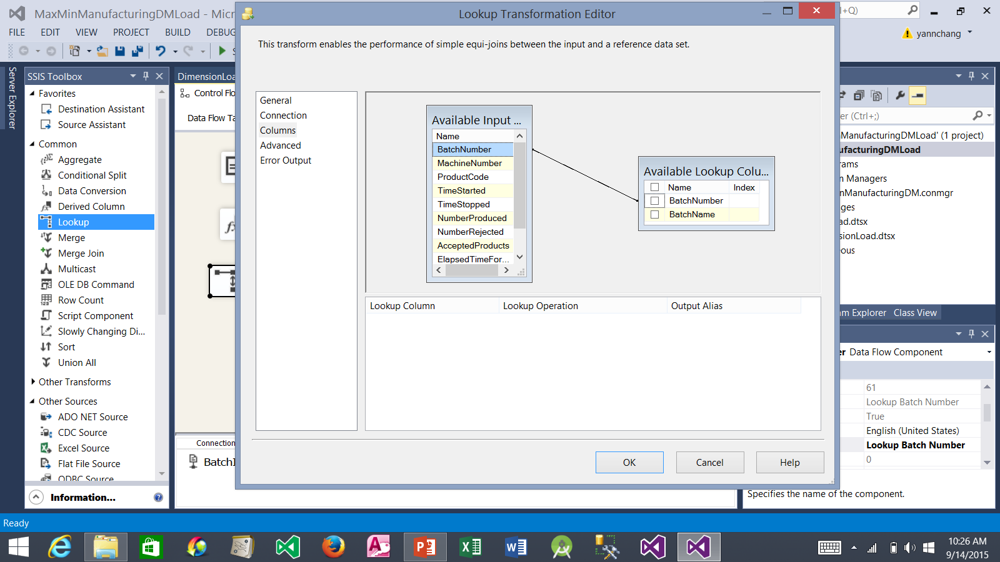 MaxMinManufacturingDMLoad - Micr
Lookup Transformation Editor
+Q)
FILE EDIT VIEW PROJECT BUILD DEBUG
yannchang
This transform enables the performance of simple equi-joins between the input and a reference data set.
Server Explorer
SSIS Toolbox
Favorites
Destination Assistant
Source Assistant
Common
Aggregate
Conditional Split
Data Conversion
Derived Column
Lookup
Merge
Merge Join
Multicast
OLE DB Command
Row Count
Script Component
Slowly Changing Di...
Sort
Union All
Other Transforms
Other Sources
ADO NET Source
CDC Source
Excel Source
Flat File Source
ODBC Source
Information...
DimensionLoa
Control Flo
Data Flow Ta
Connection
BatchI
General
Connection
Columns
Advanced
Error Output
Available Input ...
Name
BatchNumber
MachineNumber
ProductCode
TimeStarted
TimeStopped
NumberProduced
NumberRejected
AcceptedProducts
ElapsedTimeFor...
Available Lookup Colu...
Name Index
BatchNumber
BatchName
Lookup Column Lookup Operation Output Alias
OK Cancel Help
er (Ctrl+;)
nManufacturingDMLoad' (1 project)
ufacturingDMLoad
rams
n Managers
nManufacturingDM.conmgr
ages
ad.dtsx
sionLoad.dtsx
eous
am Explorer Class View
er Data Flow Component
61
Lookup Batch Number
True
English (United States)
Lookup Batch Number
0
Specifies the name of the component.
Ready
10:26 AM
9/14/2015